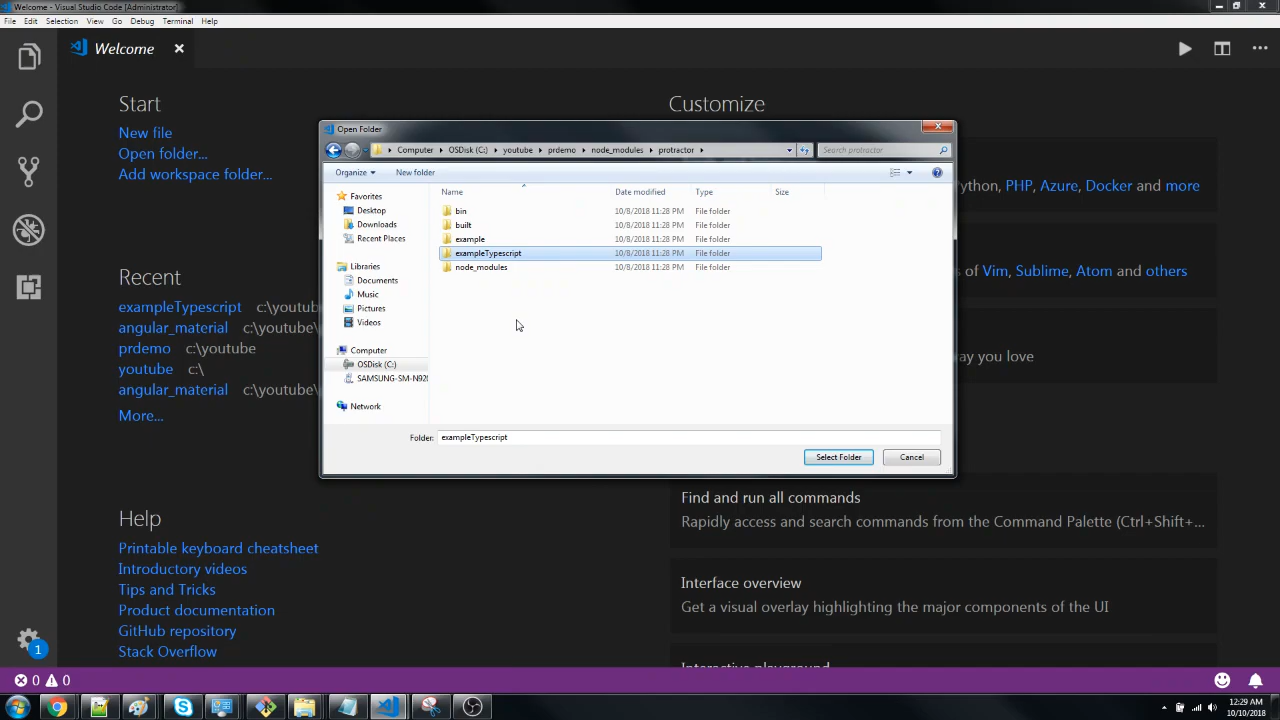 Welcome - Visual Studio Code [Administrator]
File Edit Selection View Go Debug Terminal Help
Welcome
Start
New file
Open folder...
Add workspace folder...
Recent
exampleTypescript c:\youtub
angular_material c:\youtube\
prdemo c:\youtube
youtube c:\
angular_material c:\youtube\
More...
Help
Printable keyboard cheatsheet
Introductory videos
Tips and Tricks
Product documentation
GitHub repository
Stack Overflow
Customize
ython, PHP, Azure, Docker and more
s of Vim, Sublime, Atom and others
ay you love
Find and run all commands
Rapidly access and search commands from the Command Palette (Ctrl+Shift+...
Interface overview
Get a visual overlay highlighting the major components of the UI
Interactive playground
Open Folder
Computer OSDisk (C:) youtube prdemo node_modules protractor
Search protractor
Organize New folder
Favorites
Desktop
Downloads
Recent Places
Libraries
Documents
Music
Pictures
Videos
Computer
OSDisk (C:)
SAMSUNG-SM-N920
Network
Name Date modified Type Size
bin 10/8/2018 11:28 PM File folder
built 10/8/2018 11:28 PM File folder
example 10/8/2018 11:28 PM File folder
exampleTypescript 10/8/2018 11:28 PM File folder
node_modules 10/8/2018 11:28 PM File folder
Folder: exampleTypescript
Select Folder Cancel
1
0 0
12:29 AM
10/10/2018